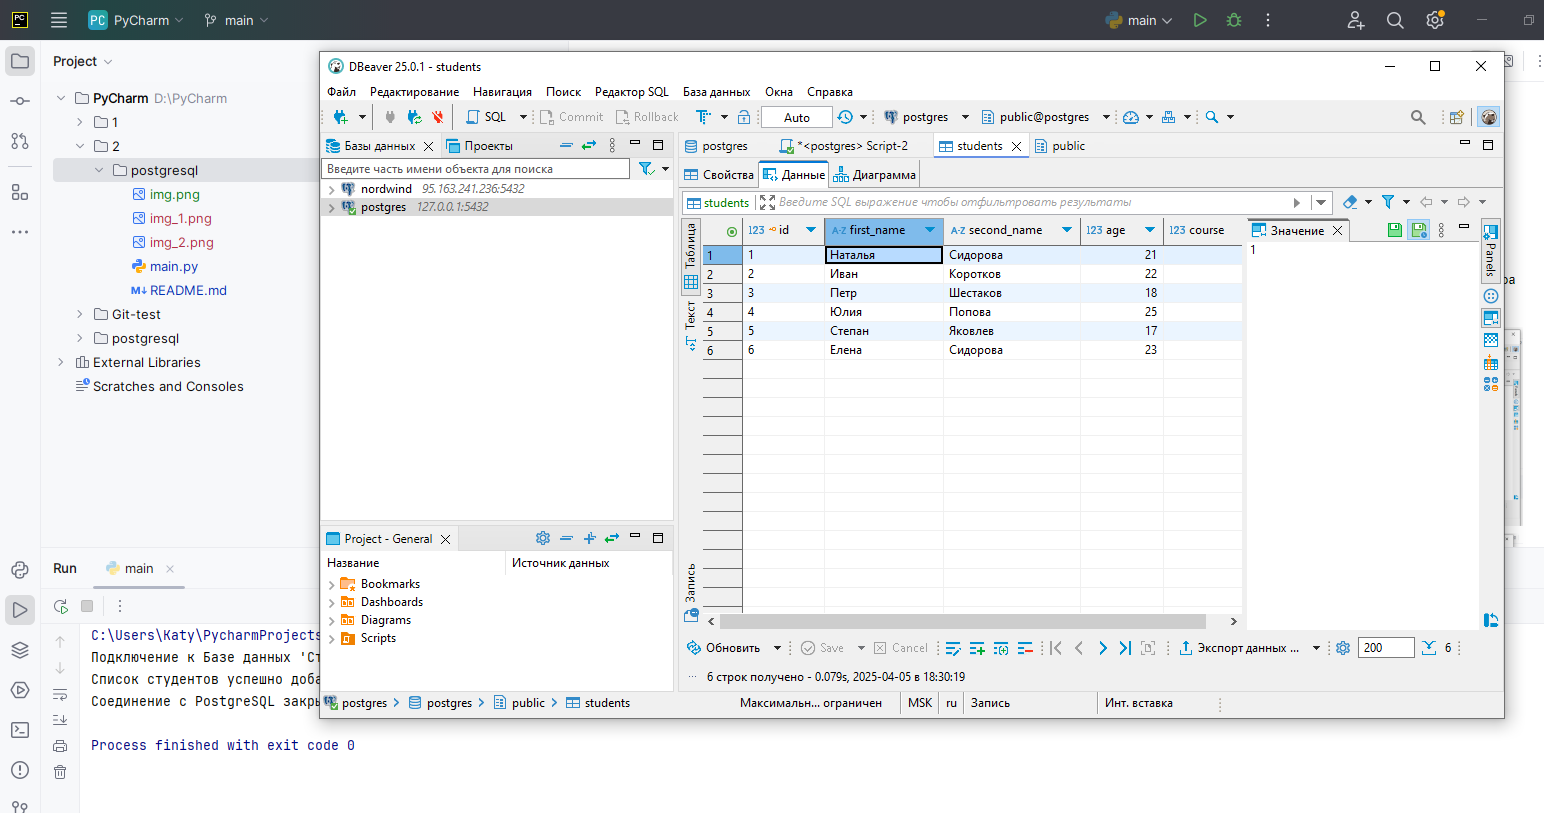 PC PyCharm main
main
Project
PyCharm D:\PyCharm
1
2
postgresql
img.png
img_1.png
img_2.png
main.py
README.md
Git-test
postgresql
External Libraries
Scratches and Consoles
DBeaver 25.0.1 - students
Файл Редактирование Навигация Поиск Редактор SQL База данных Окна Справка
SQL Commit Rollback Auto postgres public@postgres
Базы данных Проекты
Введите часть имени объекта для поиска
nordwind 95.163.241.236:5432
postgres 127.0.0.1:5432
postgres *<postgres> Script-2 students public
Свойства Данные Диаграмма
students Введите SQL выражение чтобы отфильтровать результаты
Таблица
Текст
Запись
123 id A-Z first_name A-Z second_name 123 age 123 course
1 1 Наталья Сидорова 21
2 2 Иван Коротков 22
3 3 Петр Шестаков 18
4 4 Юлия Попова 25
5 5 Степан Яковлев 17
6 6 Елена Сидорова 23
Значение
1
Panels
ра
Project - General
Название Источник данных
Bookmarks
Dashboards
Diagrams
Scripts
Обновить Save Cancel Экспорт данных ... 200 6
6 строк получено - 0.079s, 2025-04-05 в 18:30:19
postgres postgres public students
Максимальн... ограничен MSK ru Запись Инт. вставка
Run main
C:\Users\Katy\PycharmProjects
Подключение к Базе данных 'Ст
Список студентов успешно доба
Соединение с PostgreSQL закры
Process finished with exit code 0